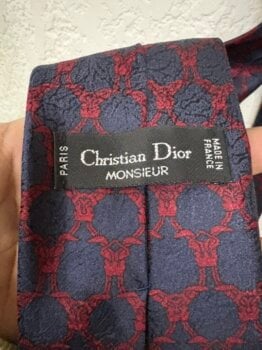 PARIS
Christian Dior
MONSIEUR
MADE IN
FRANCE